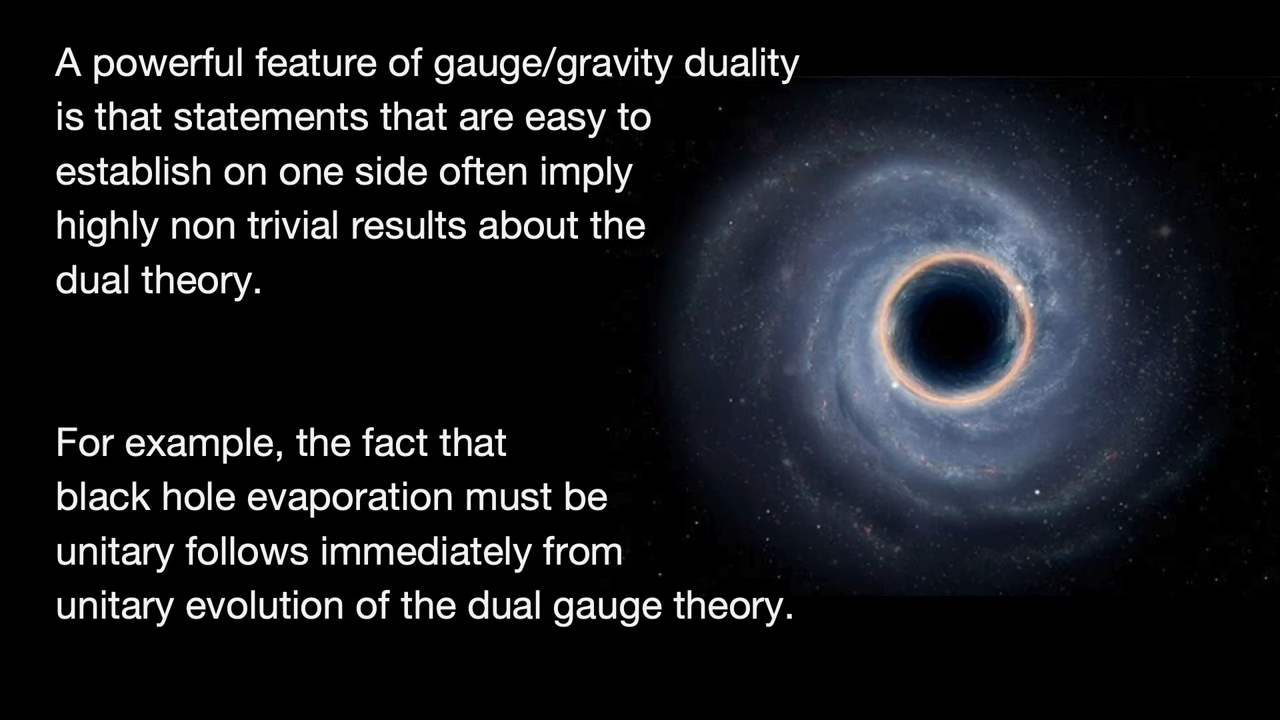 A powerful feature of gauge/gravity duality
is that statements that are easy to
establish on one side often imply
highly non trivial results about the
dual theory.
For example, the fact that
black hole evaporation must be
unitary follows immediately from
unitary evolution of the dual gauge theory.